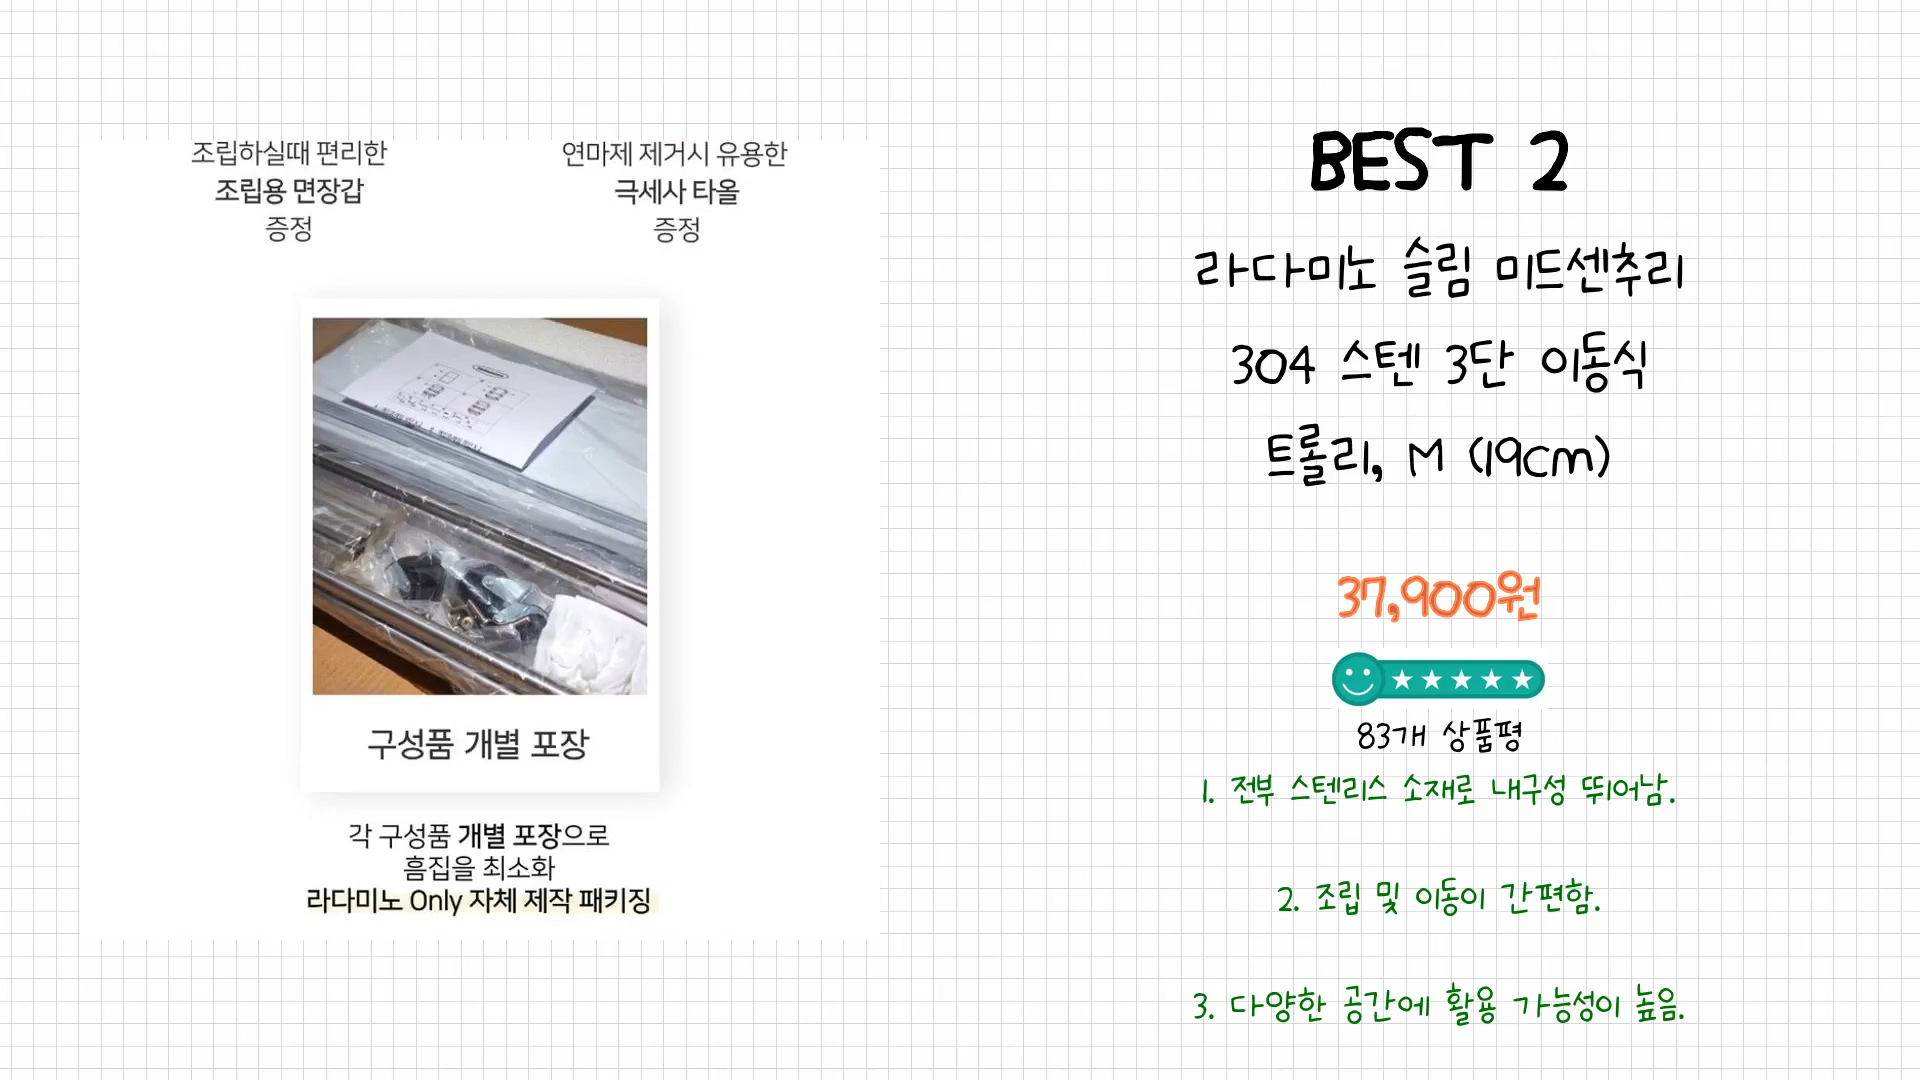 조립하실때 편리한
조립용 면장갑
증정
연마제 제거시 유용한
극세사 타올
증정
구성품 개별 포장
각 구성품 개별 포장으로
흠집을 최소화
라다미노 Only 자체 제작 패키징
BEST 2
라다미노 슬림 미드센추리
304 스텐 3단 이동식
트롤리, M (19cm)
37,900원
83개 상품평
1. 전부 스텐리스 소재로 내구성 뛰어남.
2. 조립 및 이동이 간편함.
3. 다양한 공간에 활용 가능성이 높음.